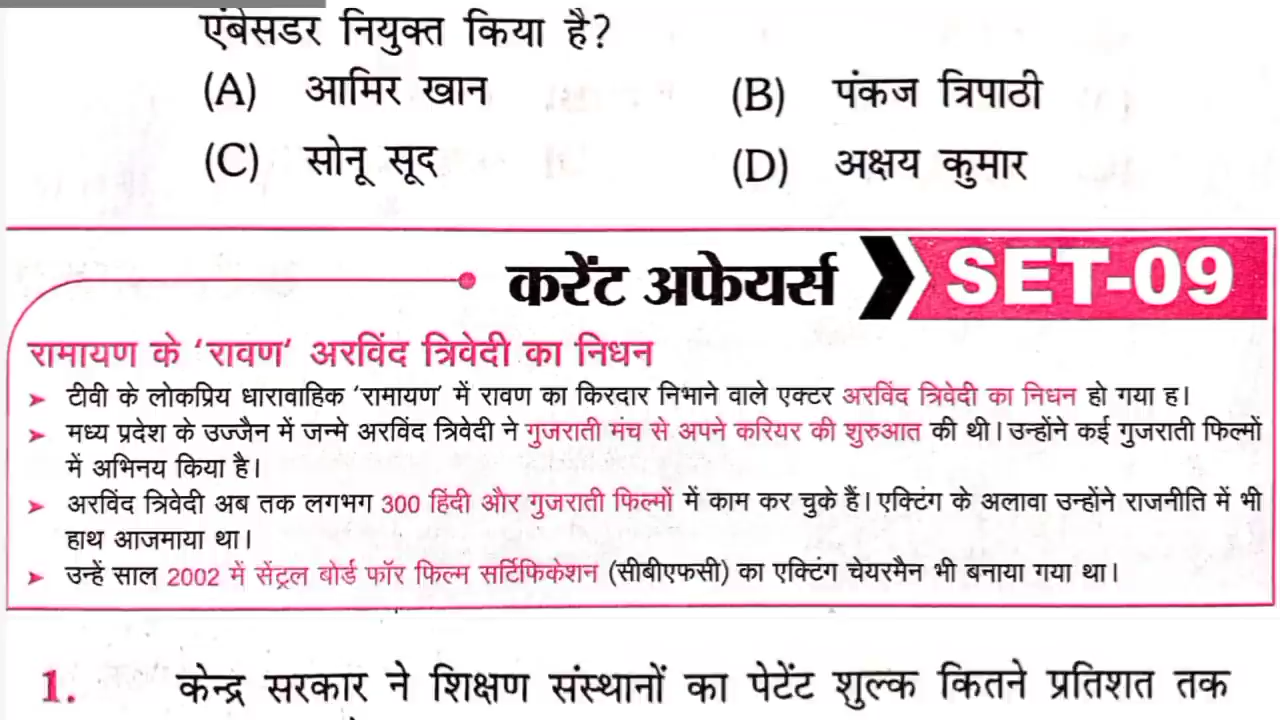 एंबेसडर नियुक्त किया है?
(A) आमिर खान (B) पंकज त्रिपाठी
(C) सोनू सूद (D) अक्षय कुमार
करेंट अफेयर्स SET-09
रामायण के ‘रावण’ अरविंद त्रिवेदी का निधन
➤ टीवी के लोकप्रिय धारावाहिक ‘रामायण’ में रावण का किरदार निभाने वाले एक्टर अरविंद त्रिवेदी का निधन हो गया ह।
➤ मध्य प्रदेश के उज्जैन में जन्मे अरविंद त्रिवेदी ने गुजराती मंच से अपने करियर की शुरुआत की थी। उन्होंने कई गुजराती फिल्मों
में अभिनय किया है।
➤ अरविंद त्रिवेदी अब तक लगभग 300 हिंदी और गुजराती फिल्मों में काम कर चुके हैं। एक्टिंग के अलावा उन्होंने राजनीति में भी
हाथ आजमाया था।
➤ उन्हें साल 2002 में सेंट्रल बोर्ड फॉर फिल्म सर्टिफिकेशन (सीबीएफसी) का एक्टिंग चेयरमैन भी बनाया गया था।
1. केन्द्र सरकार ने शिक्षण संस्थानों का पेटेंट शुल्क कितने प्रतिशत तक